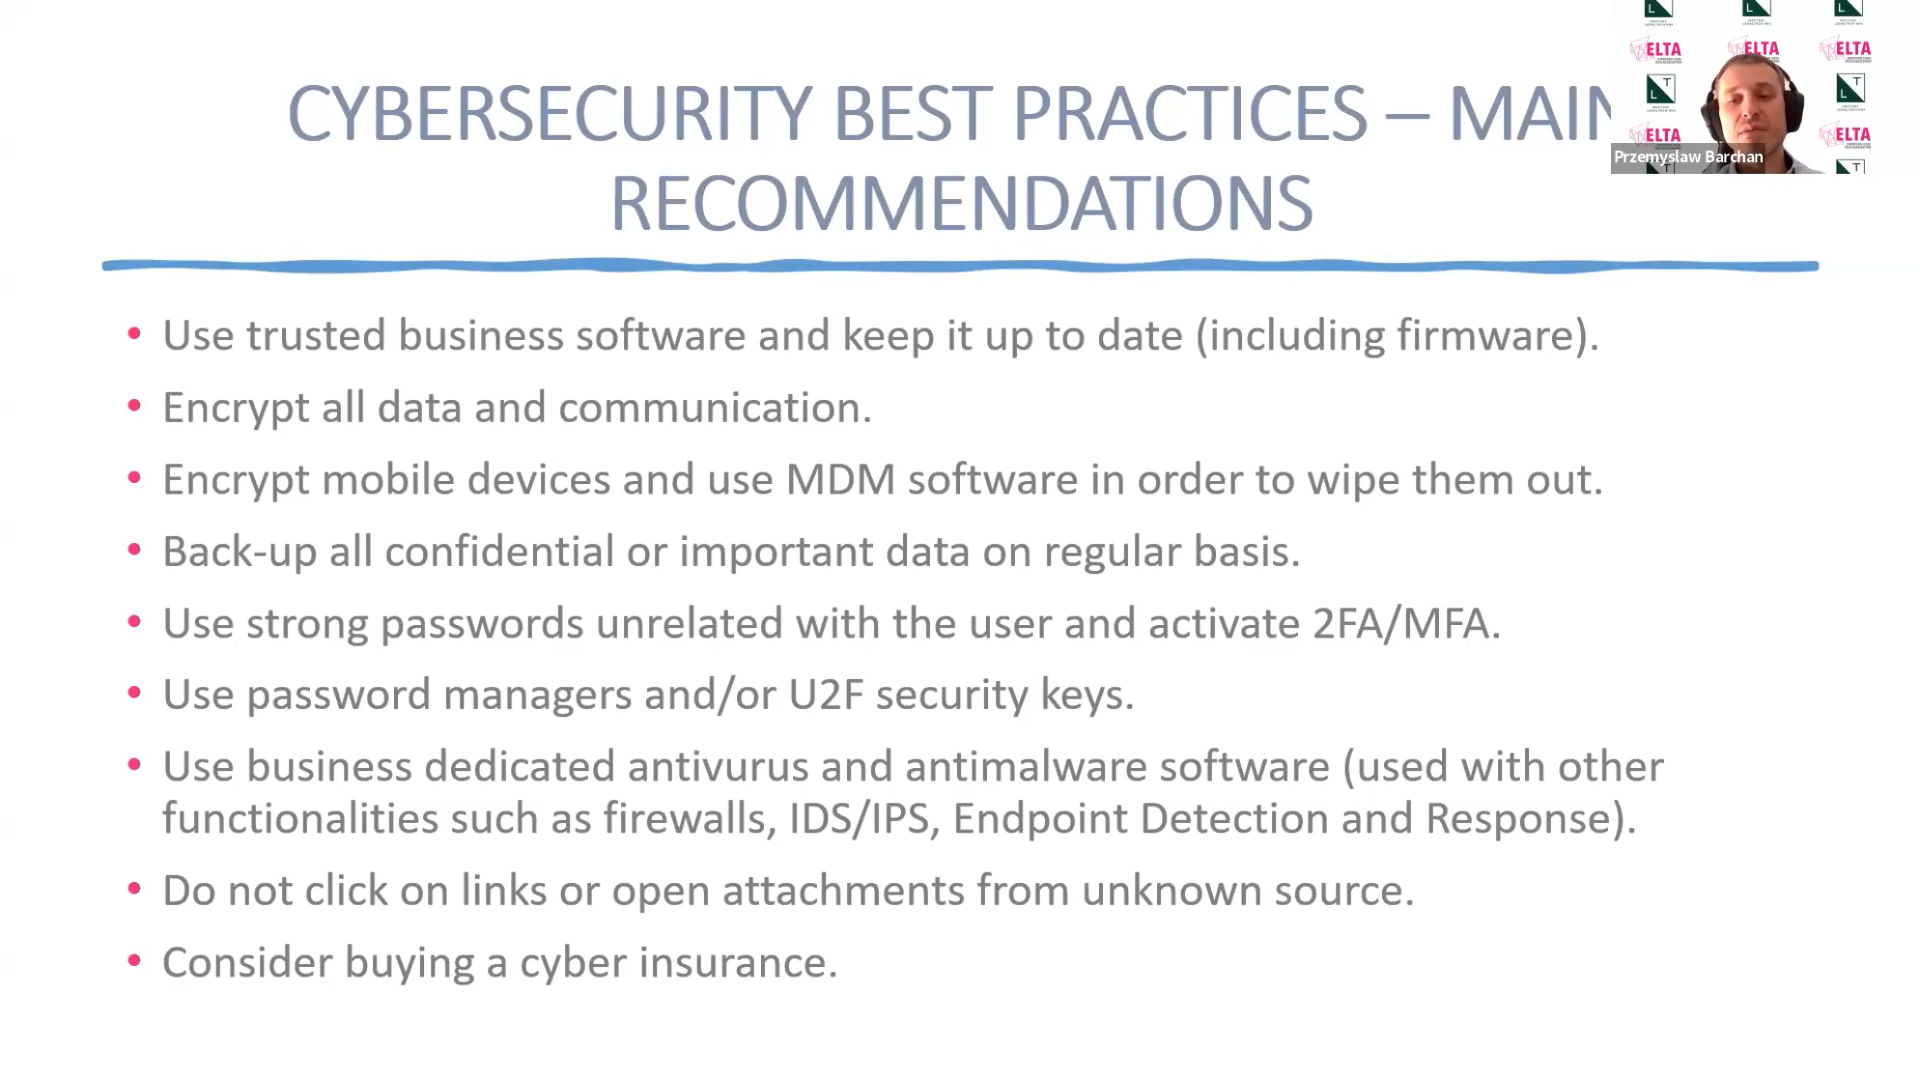 CYBERSECURITY BEST PRACTICES – MAIN
RECOMMENDATIONS
ELTA
ELTA
ELTA
L T
L T
ELTA
ELTA
Przemyslaw Barchan
• Use trusted business software and keep it up to date (including firmware).
• Encrypt all data and communication.
• Encrypt mobile devices and use MDM software in order to wipe them out.
• Back-up all confidential or important data on regular basis.
• Use strong passwords unrelated with the user and activate 2FA/MFA.
• Use password managers and/or U2F security keys.
• Use business dedicated antivurus and antimalware software (used with other
functionalities such as firewalls, IDS/IPS, Endpoint Detection and Response).
• Do not click on links or open attachments from unknown source.
• Consider buying a cyber insurance.